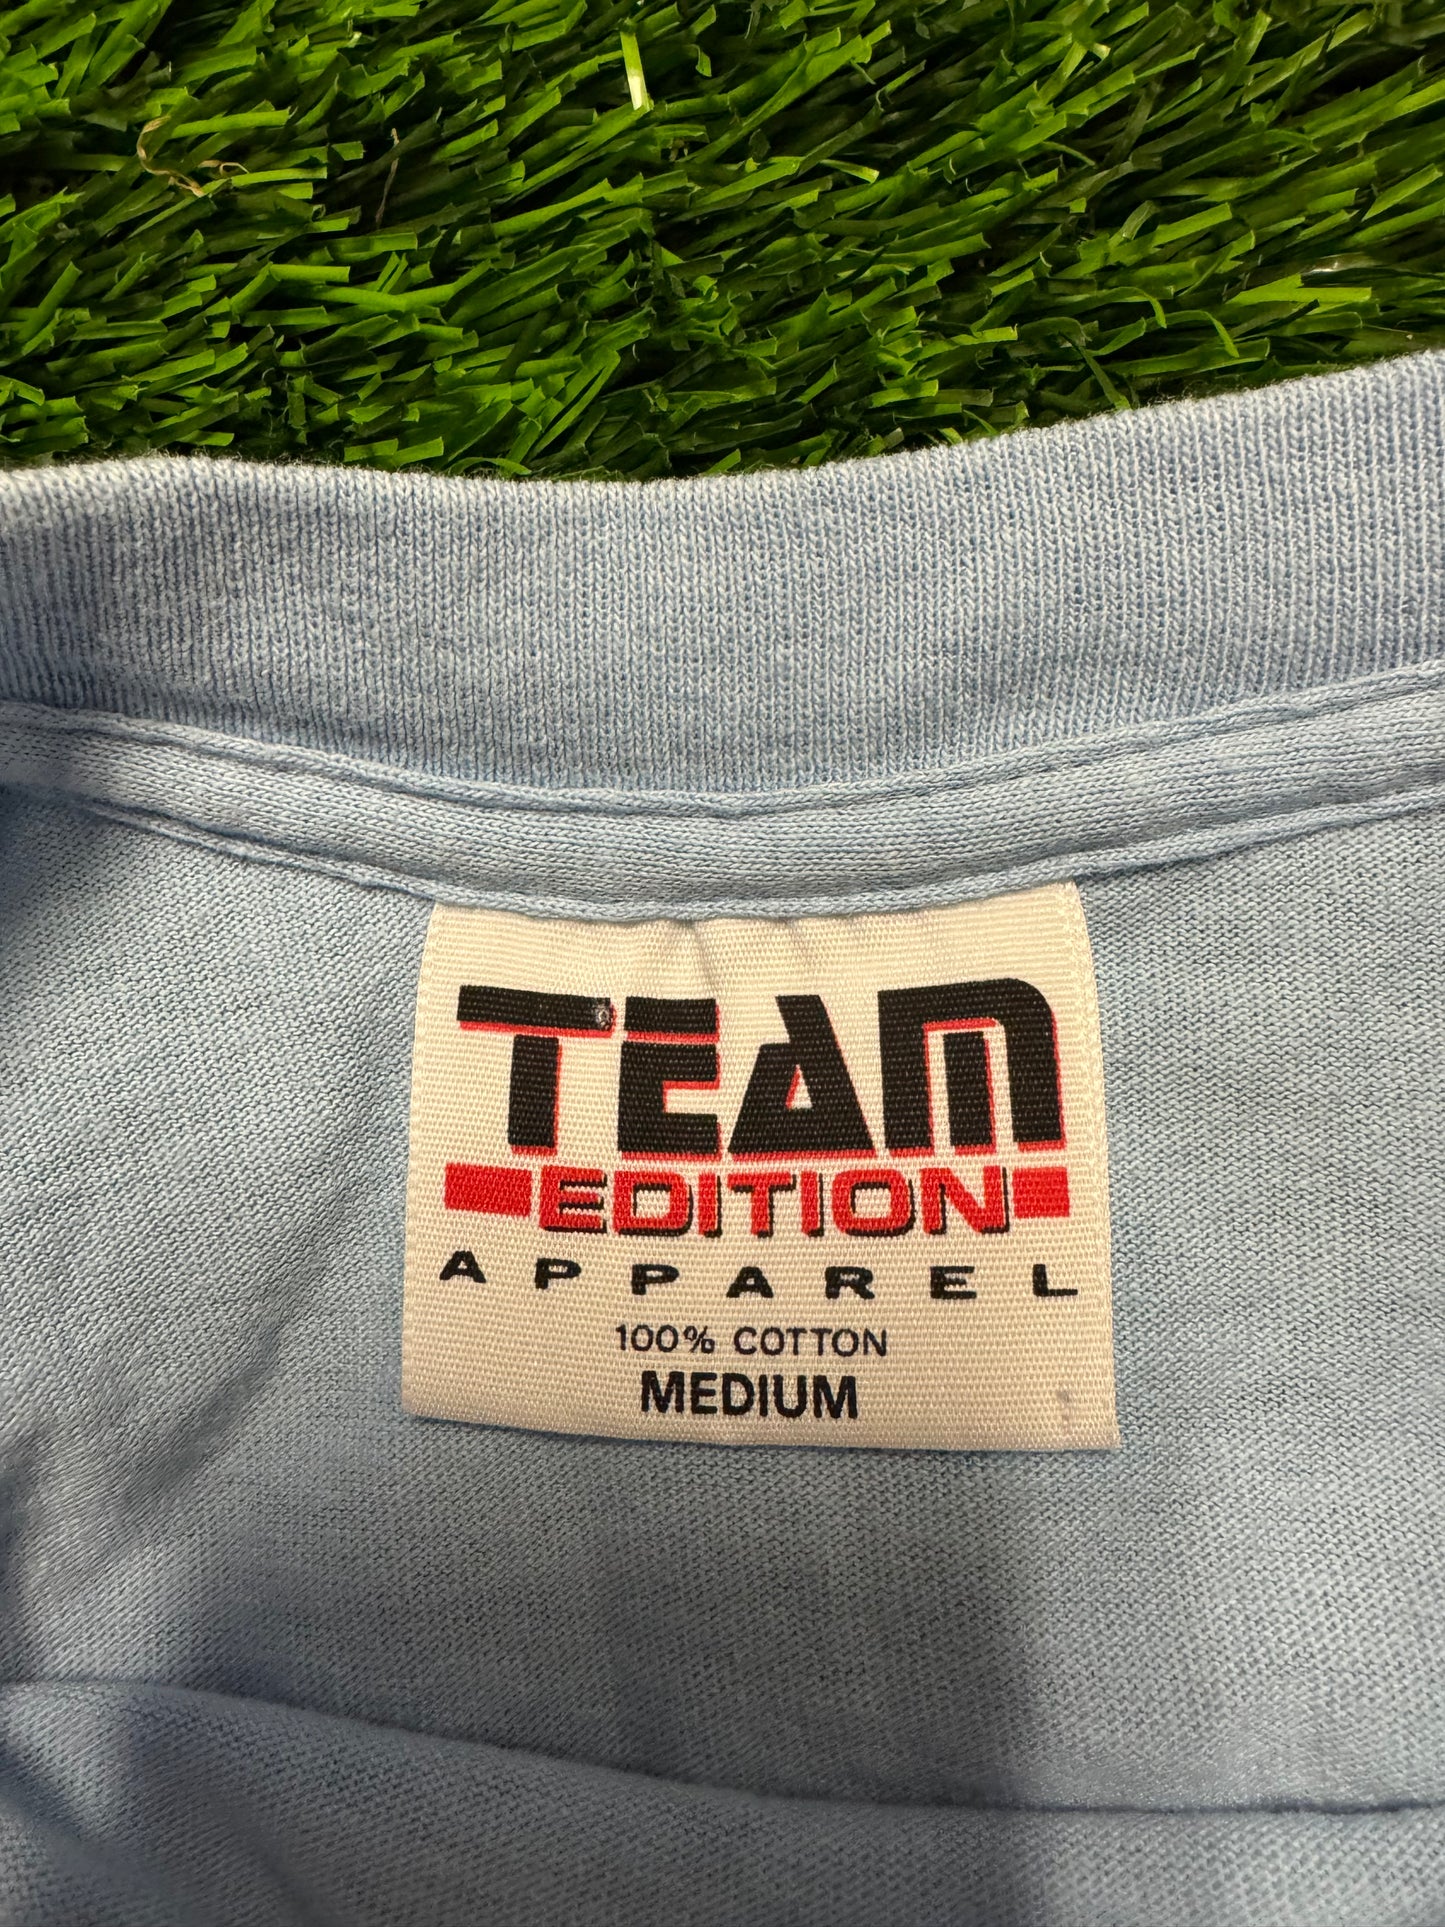 TEAM
EDITION
APPAREL
100% COTTON
MEDIUM